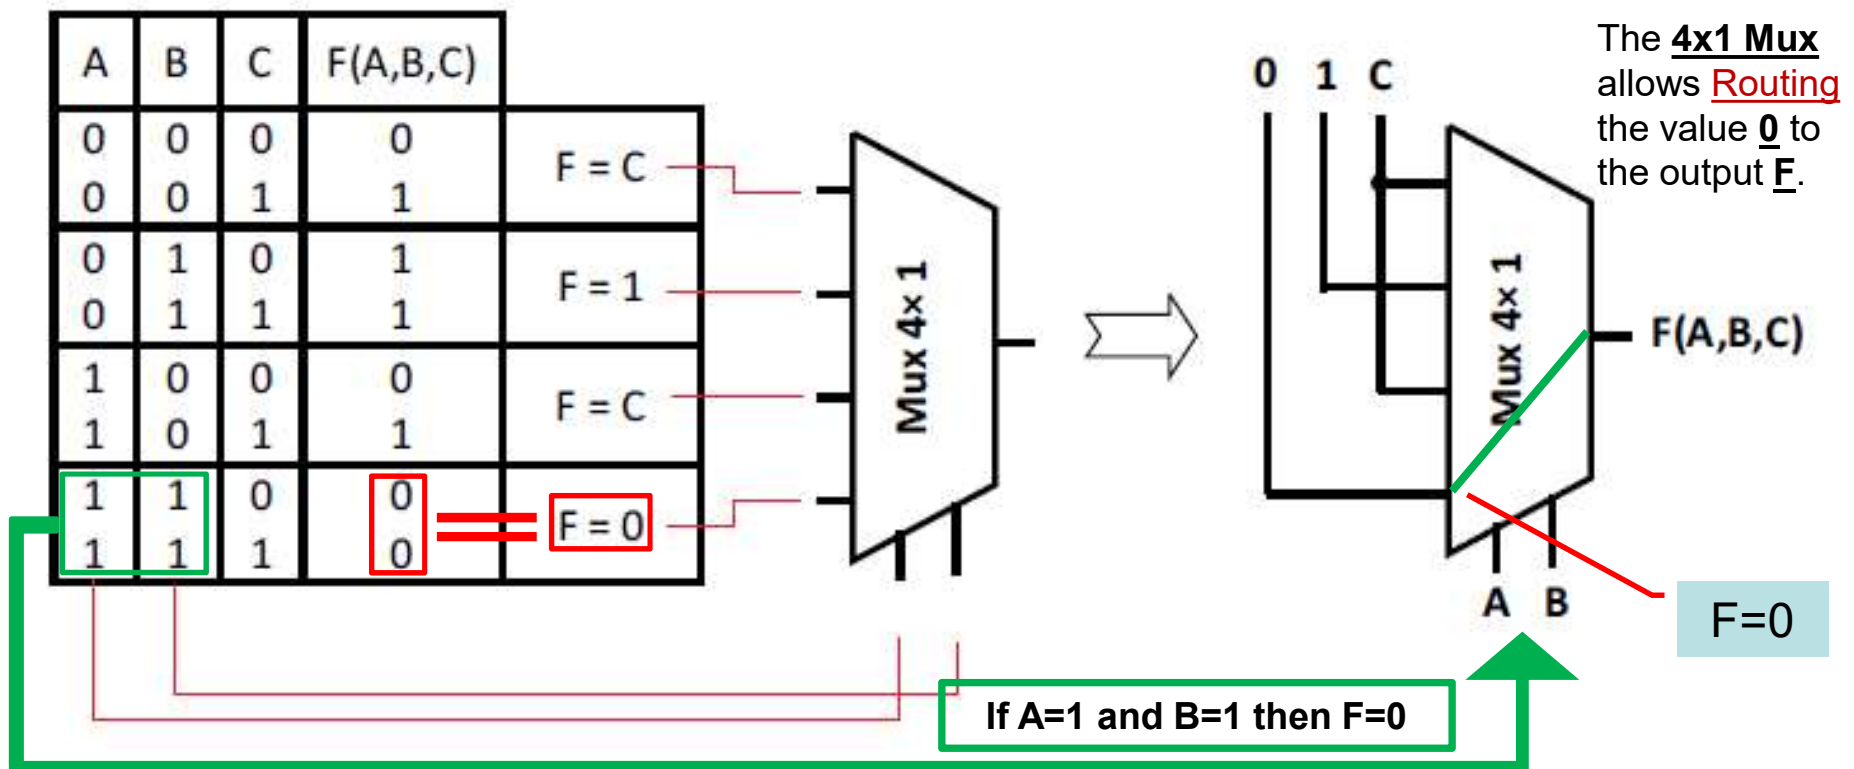 A B C F(A,B,C)
0 0 0 0
0 0 1 1
F = C
0 1 0 1
0 1 1 1
F = 1
1 0 0 0
1 0 1 1
F = C
1 1 0 0
1 1 1 0
F = 0
Mux 4× 1
0 1 C
Mux 4× 1
F(A,B,C)
A B
The 4x1 Mux
allows Routing
the value 0 to
the output F.
F=0
If A=1 and B=1 then F=0